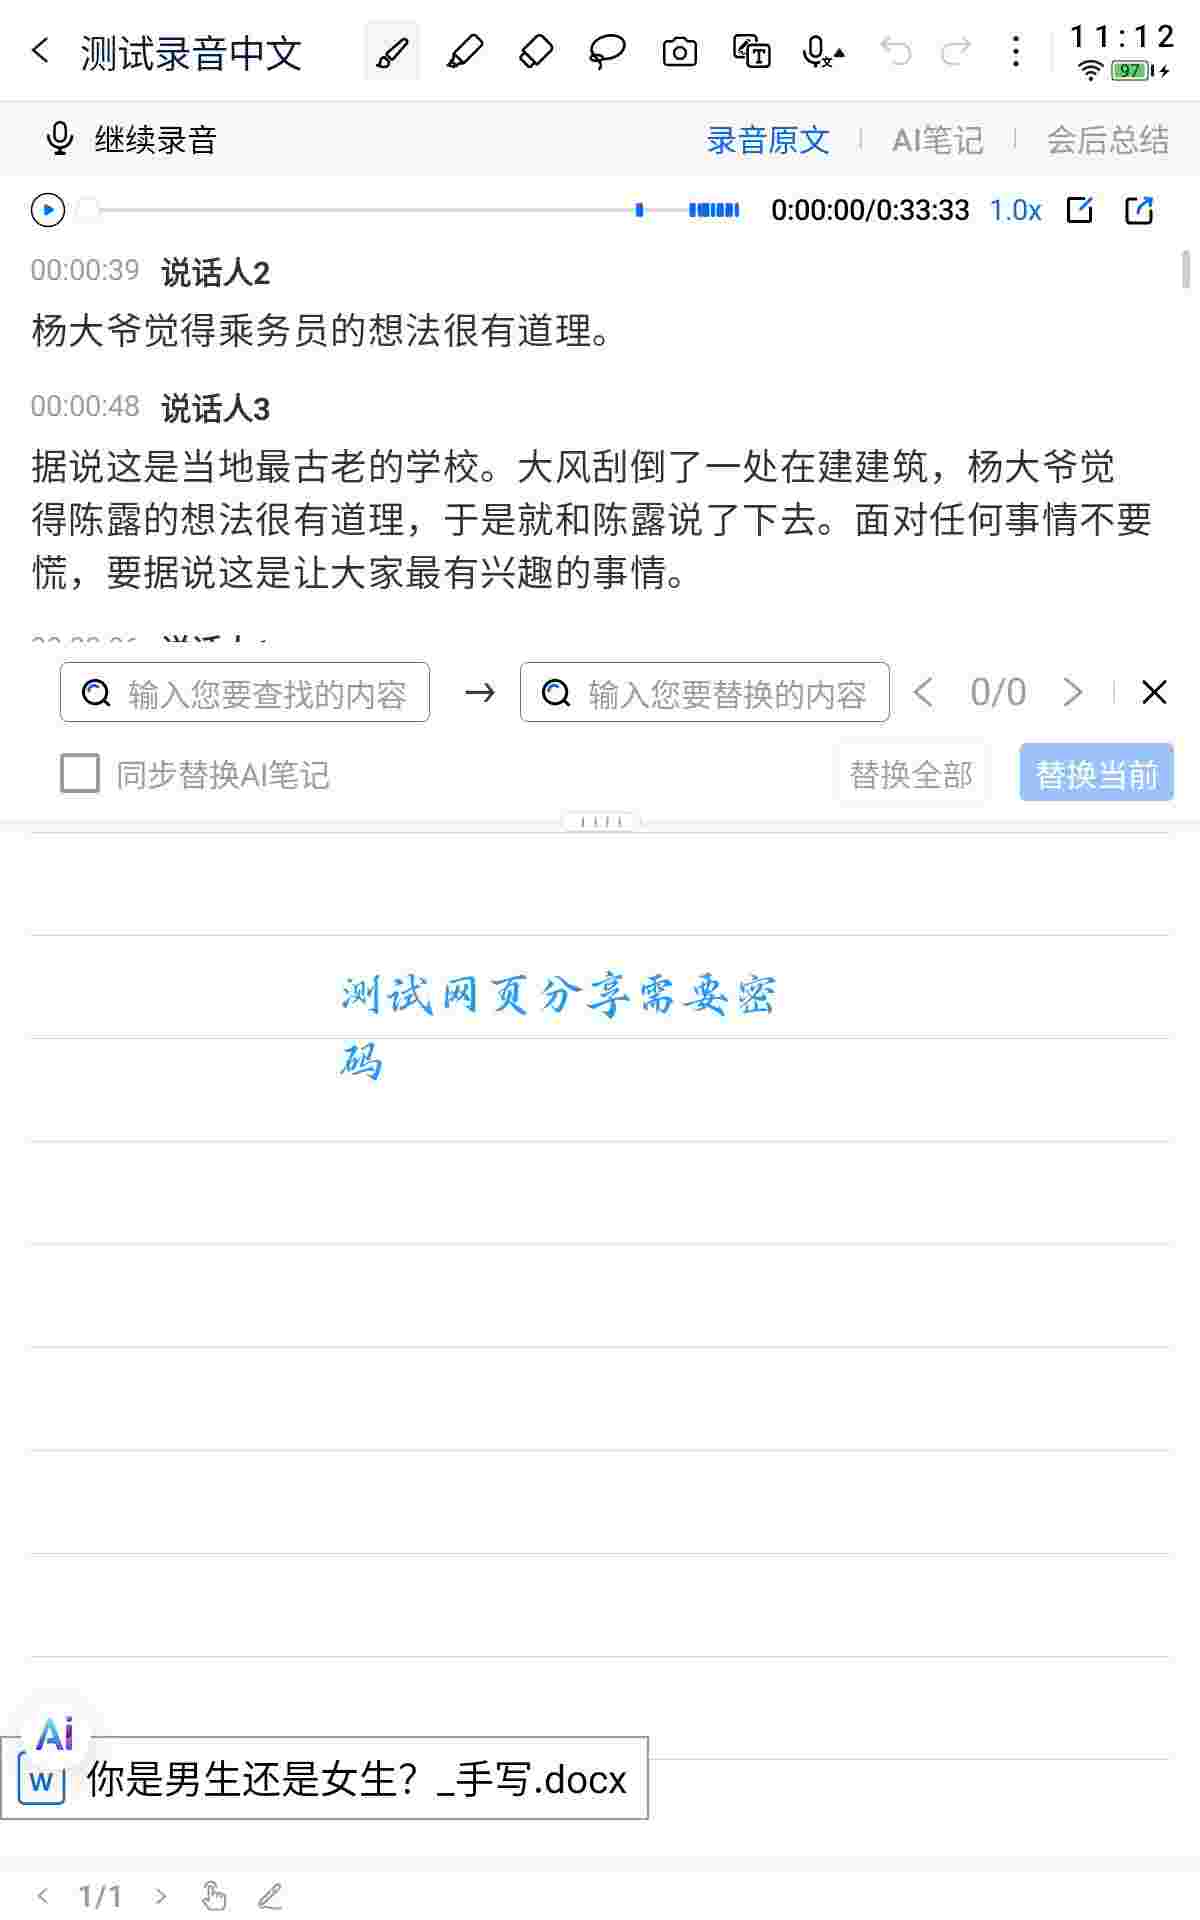 测试录音中文
11:12
97
继续录音
录音原文
AI笔记
会后总结
0:00:00/0:33:33
1.0x
00:00:39 说话人2
杨大爷觉得乘务员的想法很有道理。
00:00:48 说话人3
据说这是当地最古老的学校。大风刮倒了一处在建建筑，杨大爷觉
得陈露的想法很有道理，于是就和陈露说了下去。面对任何事情不要
慌，要据说这是让大家最有兴趣的事情。
输入您要查找的内容
输入您要替换的内容
0/0
同步替换AI笔记
替换全部
替换当前
测试网页分享需要密
码
Ai
W
你是男生还是女生？_手写.docx
1/1